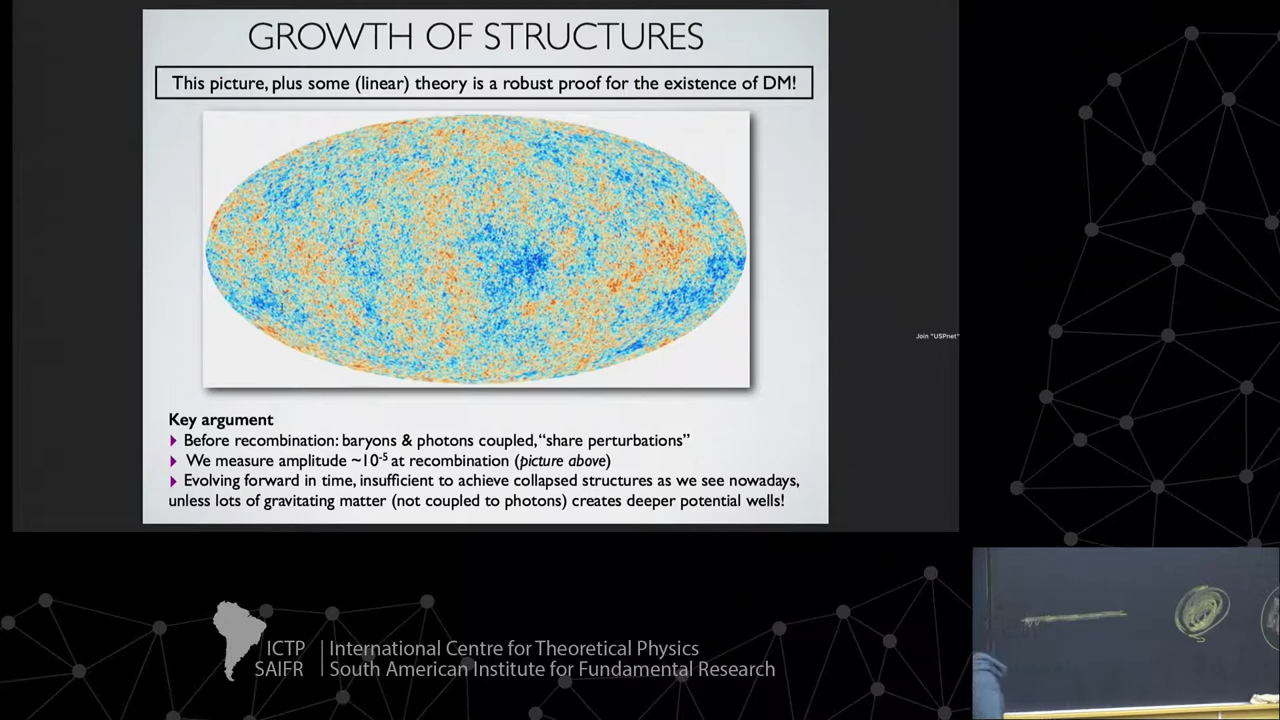 GROWTH OF STRUCTURES
This picture, plus some (linear) theory is a robust proof for the existence of DM!
Key argument
Before recombination: baryons & photons coupled, “share perturbations”
We measure amplitude ~10⁻⁵ at recombination (picture above)
Evolving forward in time, insufficient to achieve collapsed structures as we see nowadays,
unless lots of gravitating matter (not coupled to photons) creates deeper potential wells!
Join "USPnet"
ICTP
SAIFR
International Centre for Theoretical Physics
South American Institute for Fundamental Research